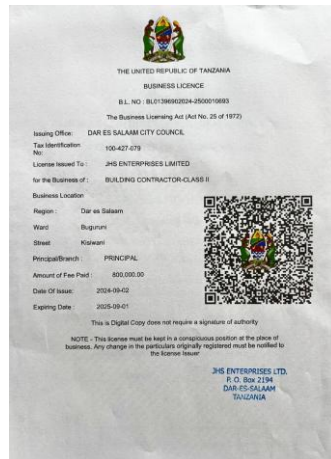 THE UNITED REPUBLIC OF TANZANIA
BUSINESS LICENCE
B.L. NO : BL01396902024-2500016693
The Business Licensing Act (Act No. 25 of 1972)
Issuing Office: DAR ES SALAAM CITY COUNCIL
Tax Identification No: 100-427-079
License Issued To : JHS ENTERPRISES LIMITED
for the Business of : BUILDING CONTRACTOR-CLASS II
Business Location
Region : Dar es Salaam
Ward Buguruni
Street Kisiwani
Principal/Branch : PRINCIPAL
Amount of Fee Paid : 800,000.00
Date Of Issue: 2024-09-02
Expiring Date : 2025-09-01
This is Digital Copy does not require a signature of authority
NOTE - This license must be kept in a conspicuous position at the place of
business. Any change in the particulars originally registered must be notified to
the license Issuer
JHS ENTERPRISES LTD.
P. O. Box 2194
DAR-ES-SALAAM
TANZANIA